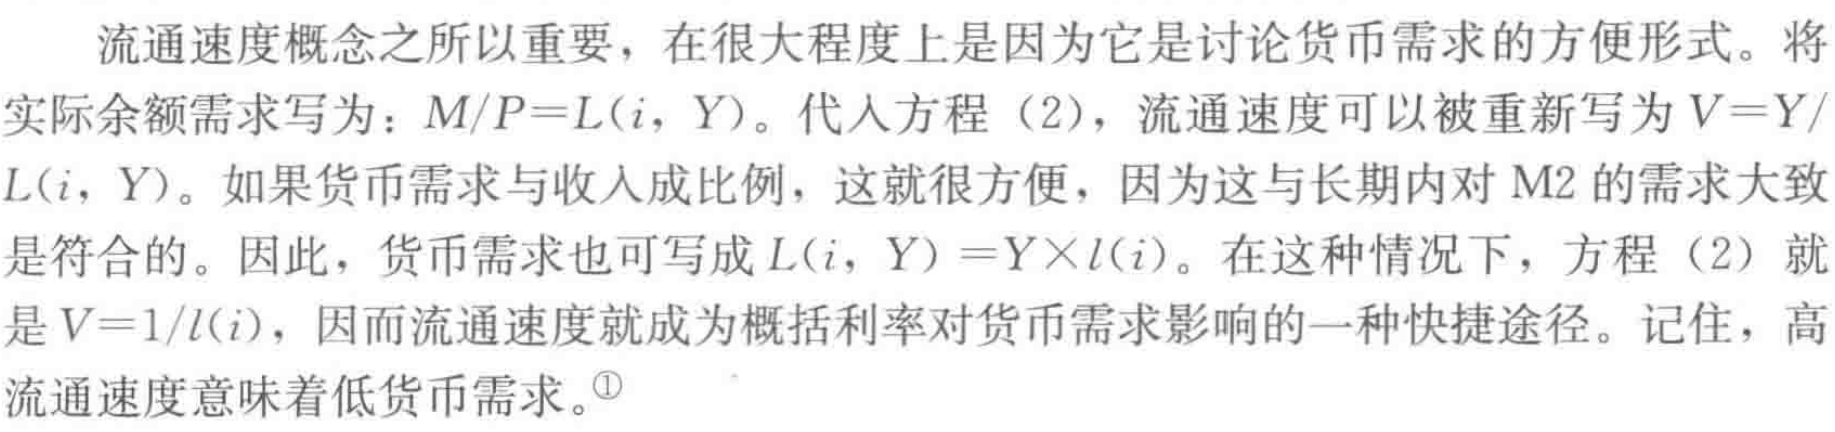 流通速度概念之所以重要，在很大程度上是因为它是讨论货币需求的方便形式。将
实际余额需求写为：M/P=L(i，Y)。代入方程（2），流通速度可以被重新写为V=Y/
L(i，Y)。如果货币需求与收入成比例，这就很方便，因为这与长期内对M2的需求大致
是符合的。因此，货币需求也可写成L(i，Y)=Y×l(i)。在这种情况下，方程（2）就
是V=1/l(i)，因而流通速度就成为概括利率对货币需求影响的一种快捷途径。记住，高
流通速度意味着低货币需求。①